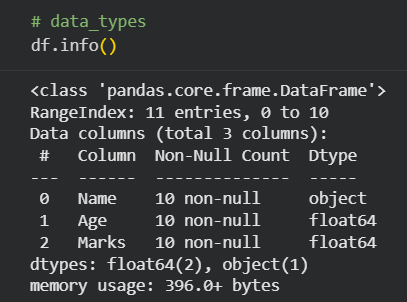 # data_types
df.info()
<class 'pandas.core.frame.DataFrame'>
RangeIndex: 11 entries, 0 to 10
Data columns (total 3 columns):
 #   Column  Non-Null Count  Dtype
---  ------  --------------  -----
 0   Name    10 non-null     object
 1   Age     10 non-null     float64
 2   Marks   10 non-null     float64
dtypes: float64(2), object(1)
memory usage: 396.0+ bytes